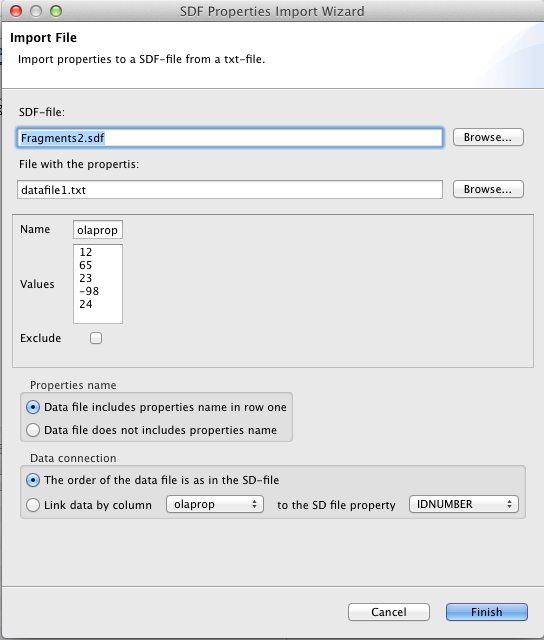 SDF Properties Import Wizard
Import File
Import properties to a SDF-file from a txt-file.
SDF-file:
Fragments2.sdf Browse...
File with the propertis:
datafile1.txt Browse...
Name olaprop
Values
12
65
23
-98
24
Exclude
Properties name
Data file includes properties name in row one
Data file does not includes properties name
Data connection
The order of the data file is as in the SD-file
Link data by column olaprop to the SD file property IDNUMBER
Cancel Finish